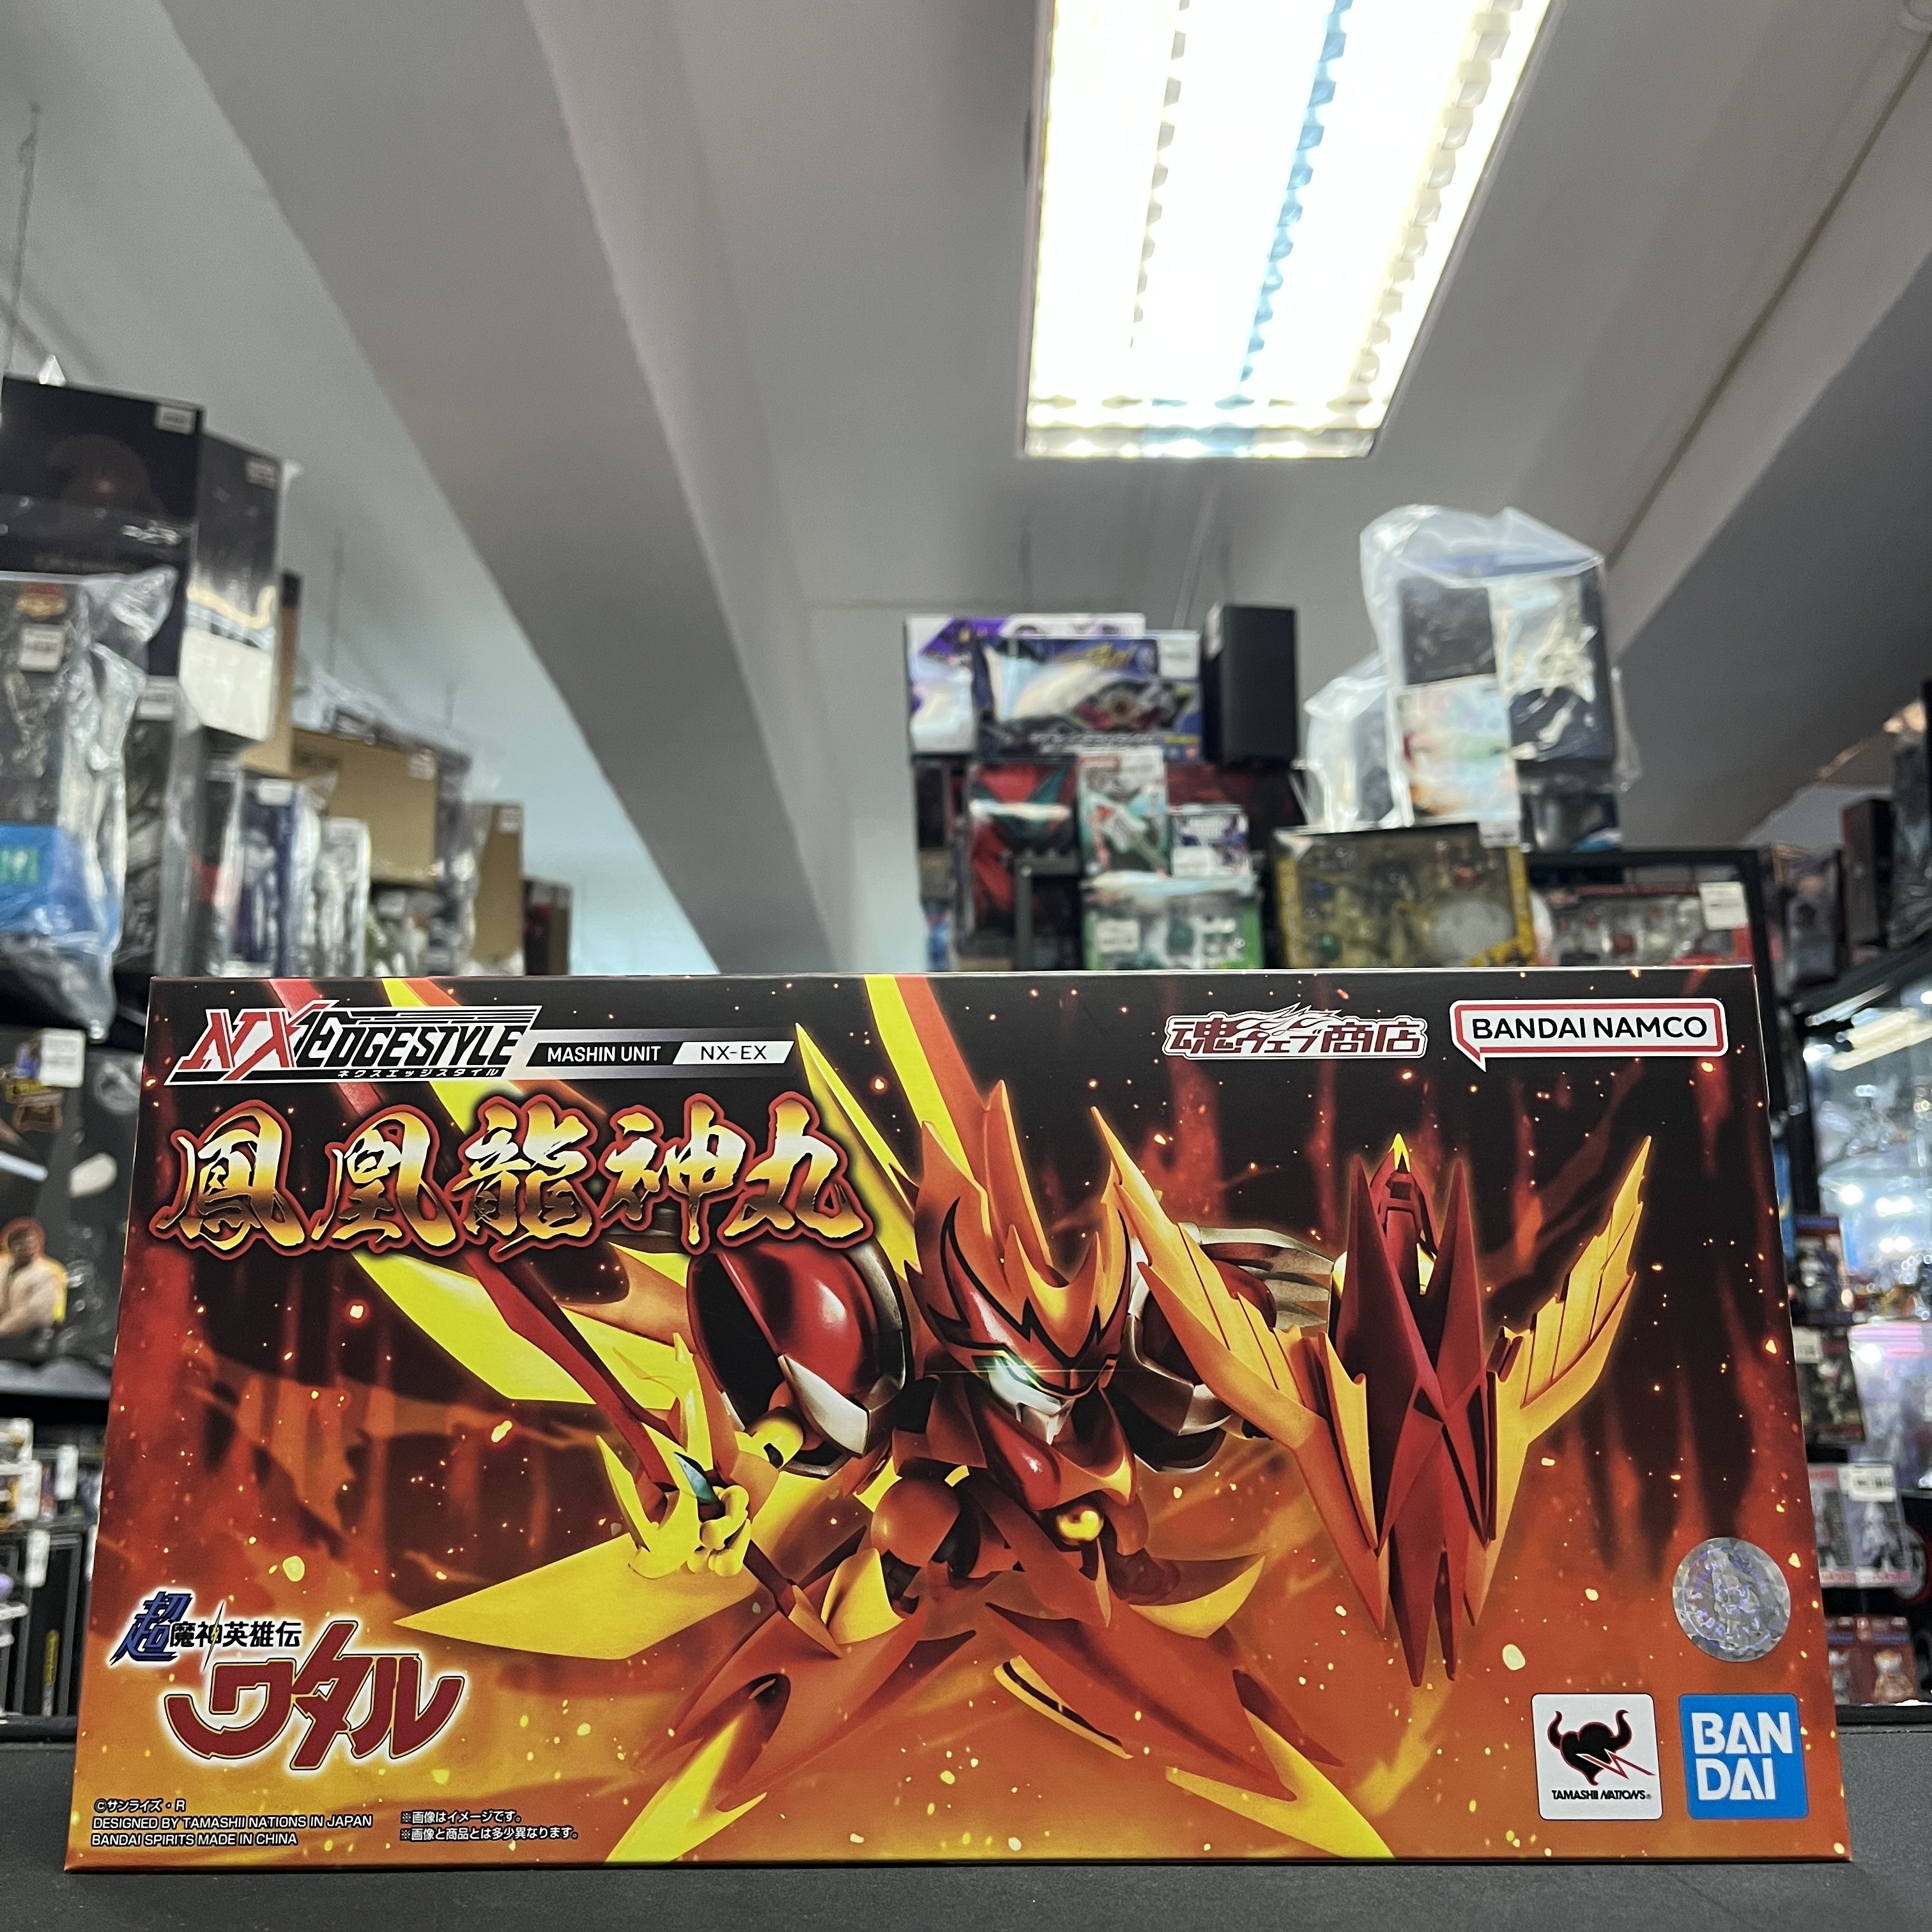 NXEDGESTYLE
ネクスエッジスタイル
MASHIN UNIT NX-EX
魂ウェブ商店
BANDAI NAMCO
鳳凰龍神丸
超魔神英雄伝
ワタル
©サンライズ・R
DESIGNED BY TAMASHII NATIONS IN JAPAN
BANDAI SPIRITS MADE IN CHINA
※画像はイメージです。
※画像と商品とは多少異なります。
TAMASHII NATIONS®
BAN
DAI